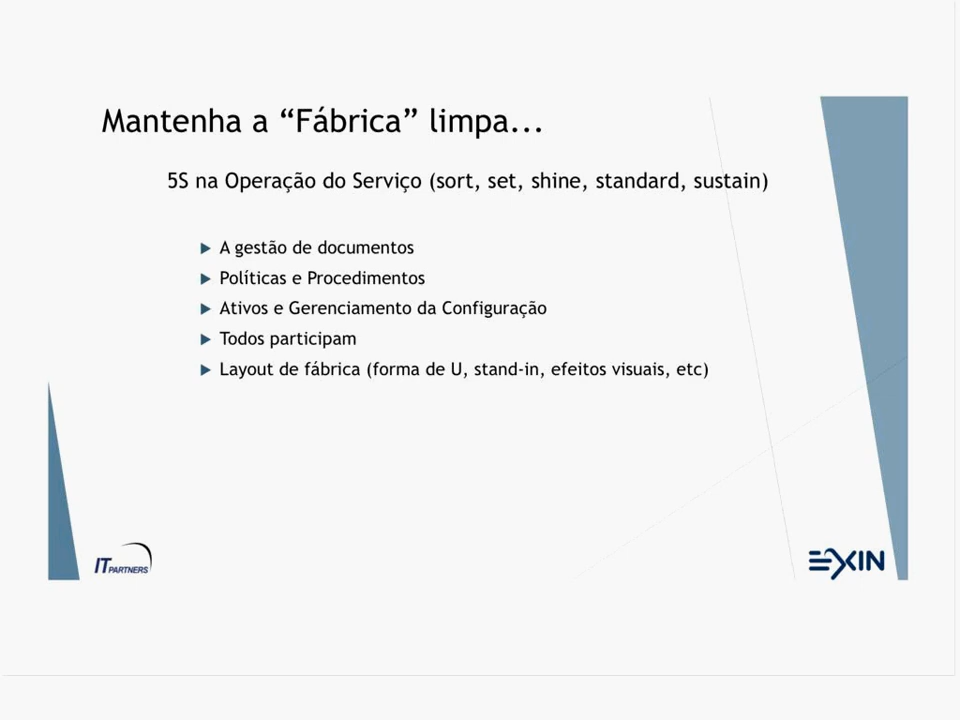 Mantenha a “Fábrica” limpa...
5S na Operação do Serviço (sort, set, shine, standard, sustain)
A gestão de documentos
Políticas e Procedimentos
Ativos e Gerenciamento da Configuração
Todos participam
Layout de fábrica (forma de U, stand-in, efeitos visuais, etc)
IT PARTNERS
EXIN